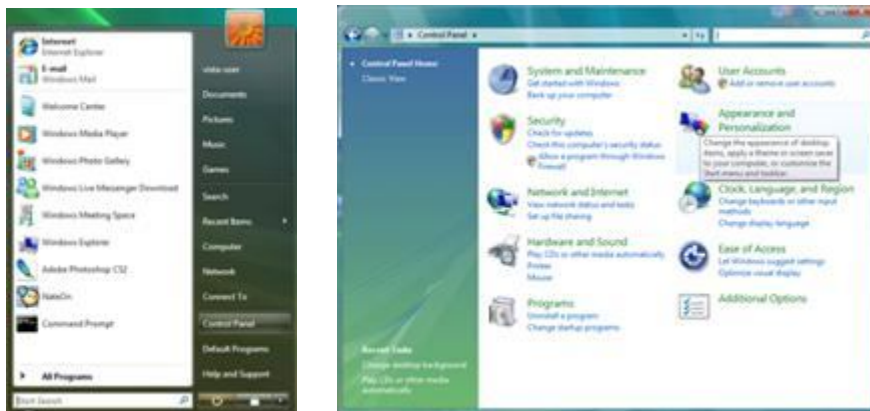 Internet
Internet Explorer
E-mail
Windows Mail
Welcome Center
Windows Media Player
Windows Photo Gallery
Windows Live Messenger Download
Windows Meeting Space
Windows Explorer
Adobe Photoshop CS2
NateOn
Command Prompt
All Programs
Start Search
vista-user
Documents
Pictures
Music
Games
Search
Recent Items
Computer
Network
Connect To
Control Panel
Default Programs
Help and Support
Control Panel
Control Panel Home
Classic View
Recent Tasks
Change desktop background
Play CDs or other media
automatically
System and Maintenance
Get started with Windows
Back up your computer
Security
Check for updates
Check this computer's security status
Allow a program through Windows
Firewall
Network and Internet
View network status and tasks
Set up file sharing
Hardware and Sound
Play CDs or other media automatically
Printer
Mouse
Programs
Uninstall a program
Change startup programs
User Accounts
Add or remove user accounts
Appearance and
Personalization
Change the appearance of desktop
items, apply a theme or screen saver
to your computer, or customize the
Start menu and taskbar.
Clock, Language, and Region
Change keyboards or other input
methods
Change display language
Ease of Access
Let Windows suggest settings
Optimize visual display
Additional Options